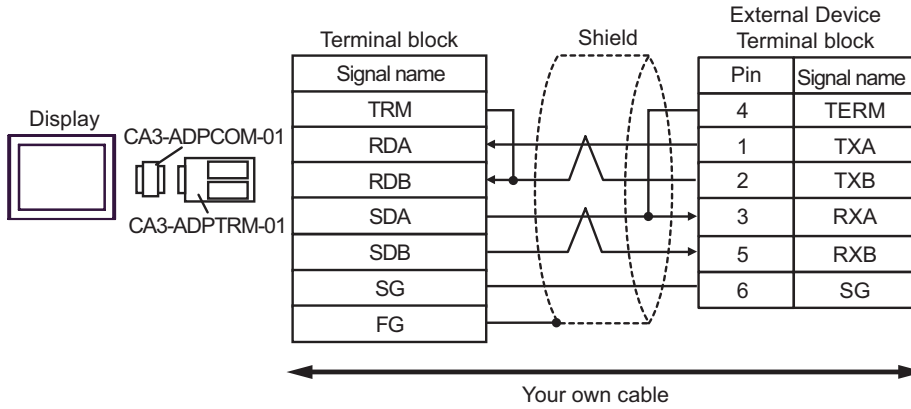 External Device
Terminal block Shield Terminal block
Signal name Pin Signal name
TRM 4 TERM
Display CA3-ADPCOM-01 RDA 1 TXA
RDB 2 TXB
CA3-ADPTRM-01 SDA 3 RXA
SDB 5 RXB
SG 6 SG
FG
Your own cable